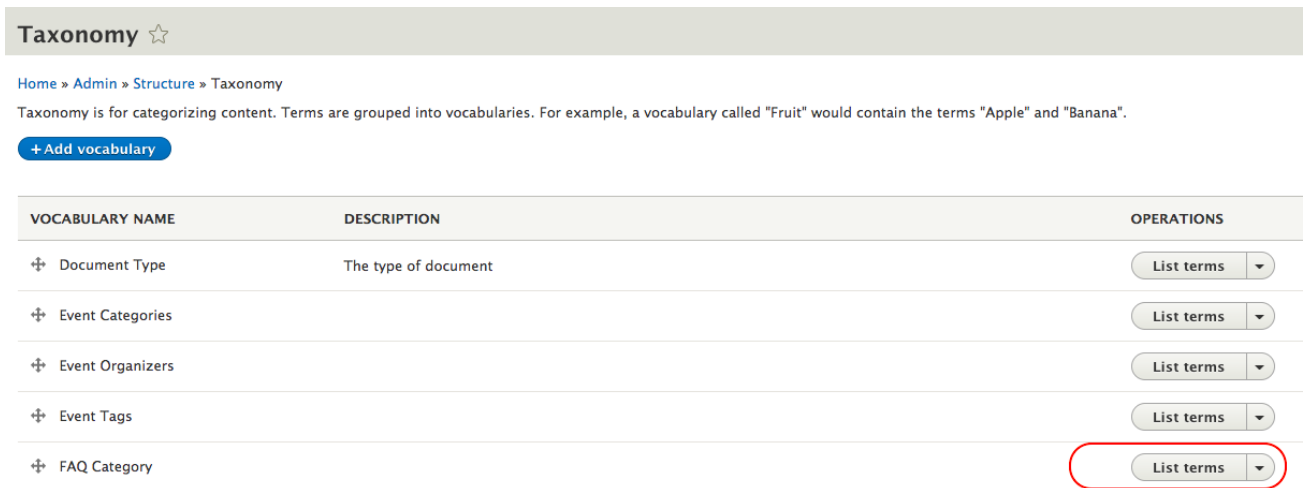 Taxonomy
Home » Admin » Structure » Taxonomy
Taxonomy is for categorizing content. Terms are grouped into vocabularies. For example, a vocabulary called "Fruit" would contain the terms "Apple" and "Banana".
+ Add vocabulary
VOCABULARY NAME DESCRIPTION OPERATIONS
Document Type The type of document List terms
Event Categories List terms
Event Organizers List terms
Event Tags List terms
FAQ Category List terms